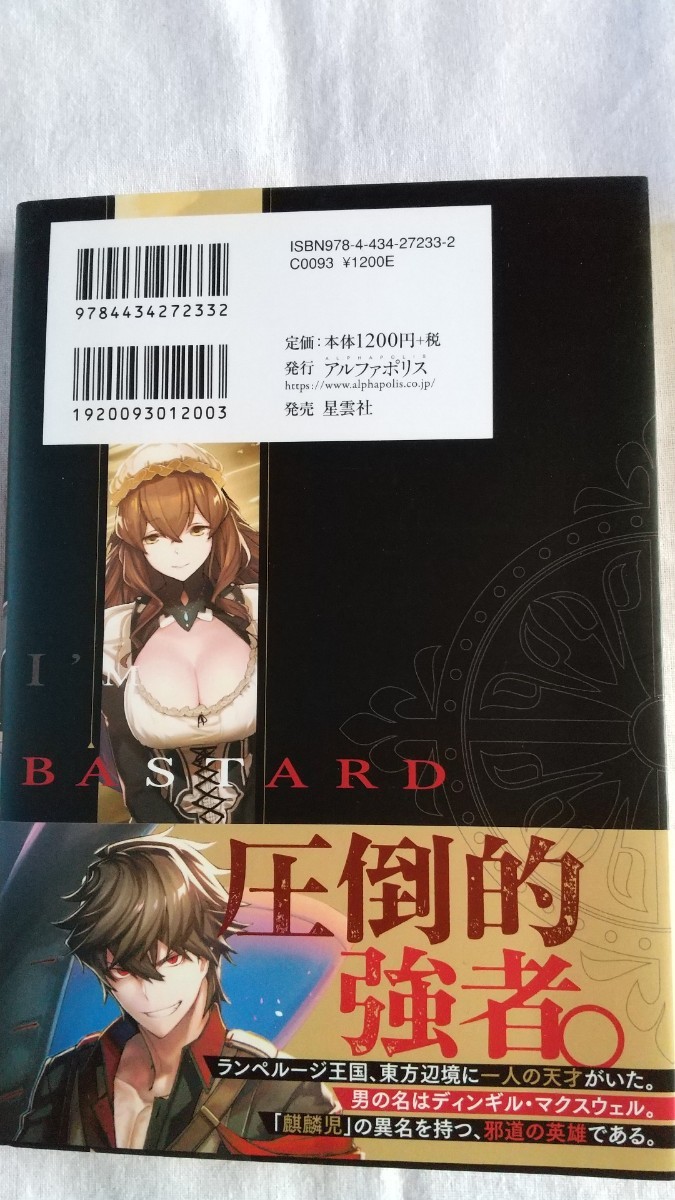 ISBN978-4-434-27233-2
C0093 ¥1200E
9784434272332
1920093012003
定価：本体1200円+税
発行 アルファポリス
ALPHAPOLIS
https://www.alphapolis.co.jp/
発売 星雲社
I'M
BASTARD
圧倒的
強者。
ランペルージ王国、東方辺境に一人の天才がいた。
男の名はディンギル・マクスウェル。
「麒麟児」の異名を持つ、邪道の英雄である。